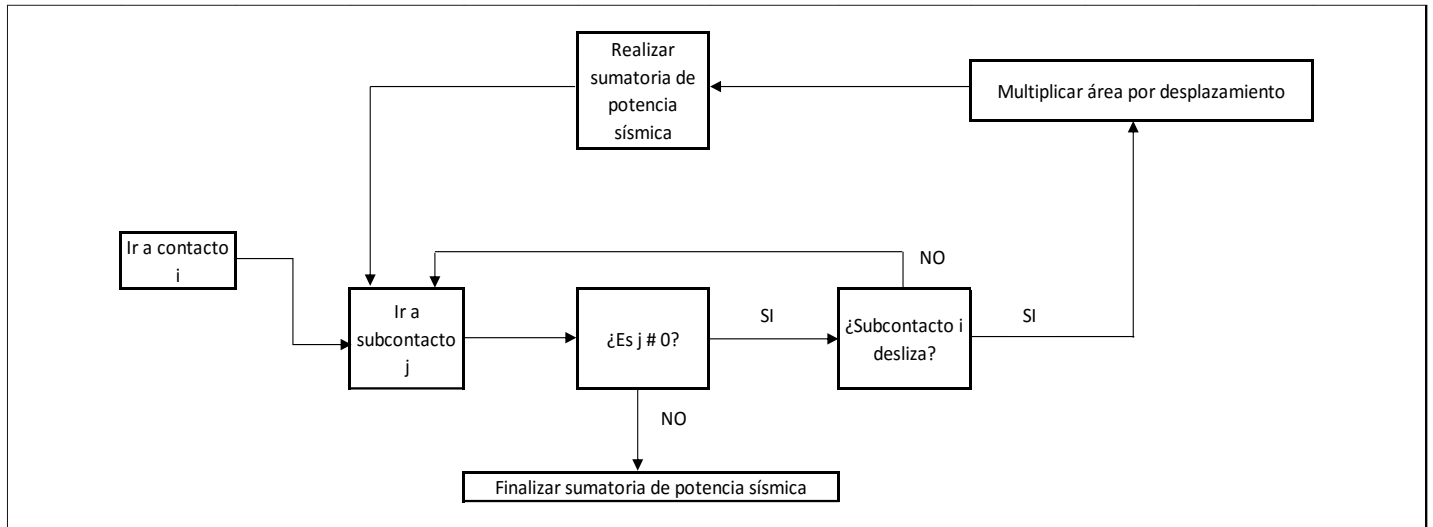 Realizar
sumatoria de
potencia
sísmica
Multiplicar área por desplazamiento
Ir a contacto
i
NO
Ir a
subcontacto
j
¿Es j # 0?
SI
¿Subcontacto i
desliza?
SI
NO
Finalizar sumatoria de potencia sísmica